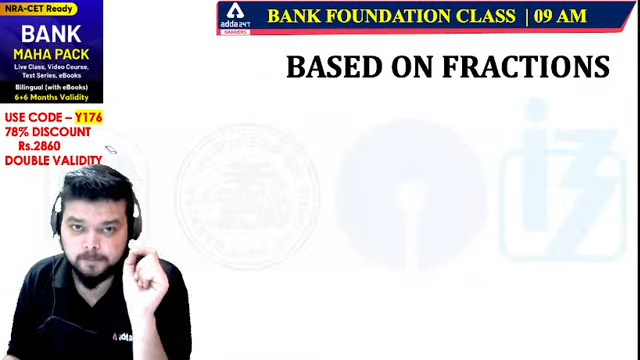 NRA-CET Ready
BANK
MAHA PACK
Live Class, Video Course,
Test Series, eBooks
Bilingual (with eBooks)
6+6 Months Validity
USE CODE – Y176
78% DISCOUNT
Rs.2860
DOUBLE VALIDITY
adda247
BANKERS
BANK FOUNDATION CLASS | 09 AM
BASED ON FRACTIONS
adda